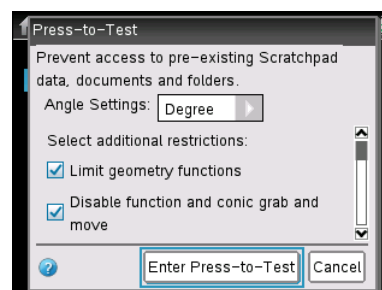 Press-to-Test
Prevent access to pre-existing Scratchpad
data, documents and folders.
Angle Settings: Degree
Select additional restrictions:
Limit geometry functions
Disable function and conic grab and
move
Enter Press-to-Test Cancel